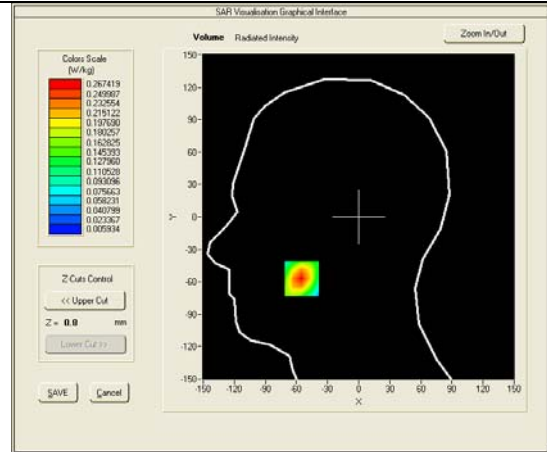 SAR Visualisation Graphical Interface
Volume Radiated Intensity
Zoom In/Out
Colors Scale
(W/kg)
0.267419
0.249987
0.232554
0.215122
0.197690
0.180257
0.162825
0.145393
0.127960
0.110528
0.093096
0.075663
0.058231
0.040799
0.023367
0.005934
Z Cuts Control
<< Upper Cut
Z = 0.0 mm
Lower Cut >>
SAVE Cancel
150
120
90
60
30
0
-30
-60
-90
-120
-150
Y
-150 -120 -90 -60 -30 0 30 60 90 120 150
X